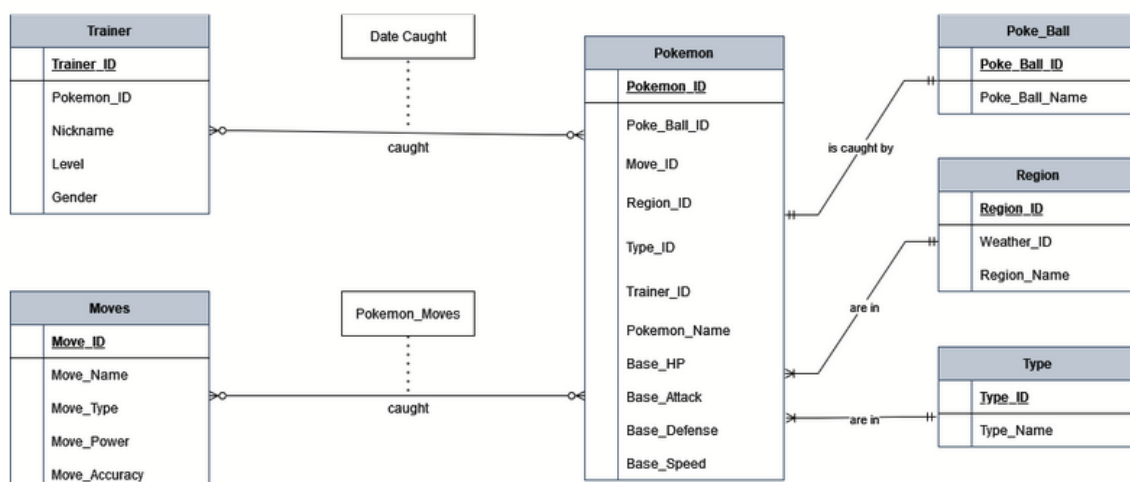 Trainer
Trainer_ID
Pokemon_ID
Nickname
Level
Gender
Date Caught
caught
Pokemon
Pokemon_ID
Poke_Ball_ID
Move_ID
Region_ID
Type_ID
Trainer_ID
Pokemon_Name
Base_HP
Base_Attack
Base_Defense
Base_Speed
Poke_Ball
Poke_Ball_ID
Poke_Ball_Name
is caught by
Region
Region_ID
Weather_ID
Region_Name
are in
Moves
Move_ID
Move_Name
Move_Type
Move_Power
Move_Accuracy
Pokemon_Moves
caught
Type
Type_ID
Type_Name
are in